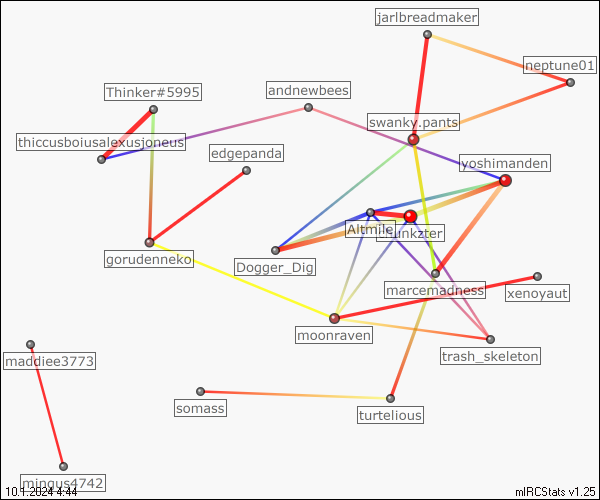 jarlbreadmaker
neptune01
Thinker#5995
andnewbees
swanky.pants
thiccusboiusalexusjoneus
edgepanda
yoshimanden
Altmile
gorudenneko
Dogger_Dig
marcemadness
xenoyaut
moonraven
trash_skeleton
maddiee3773
somass
turtelious
mingus4742
10.1.2024 4:44
mIRCStats v1.25